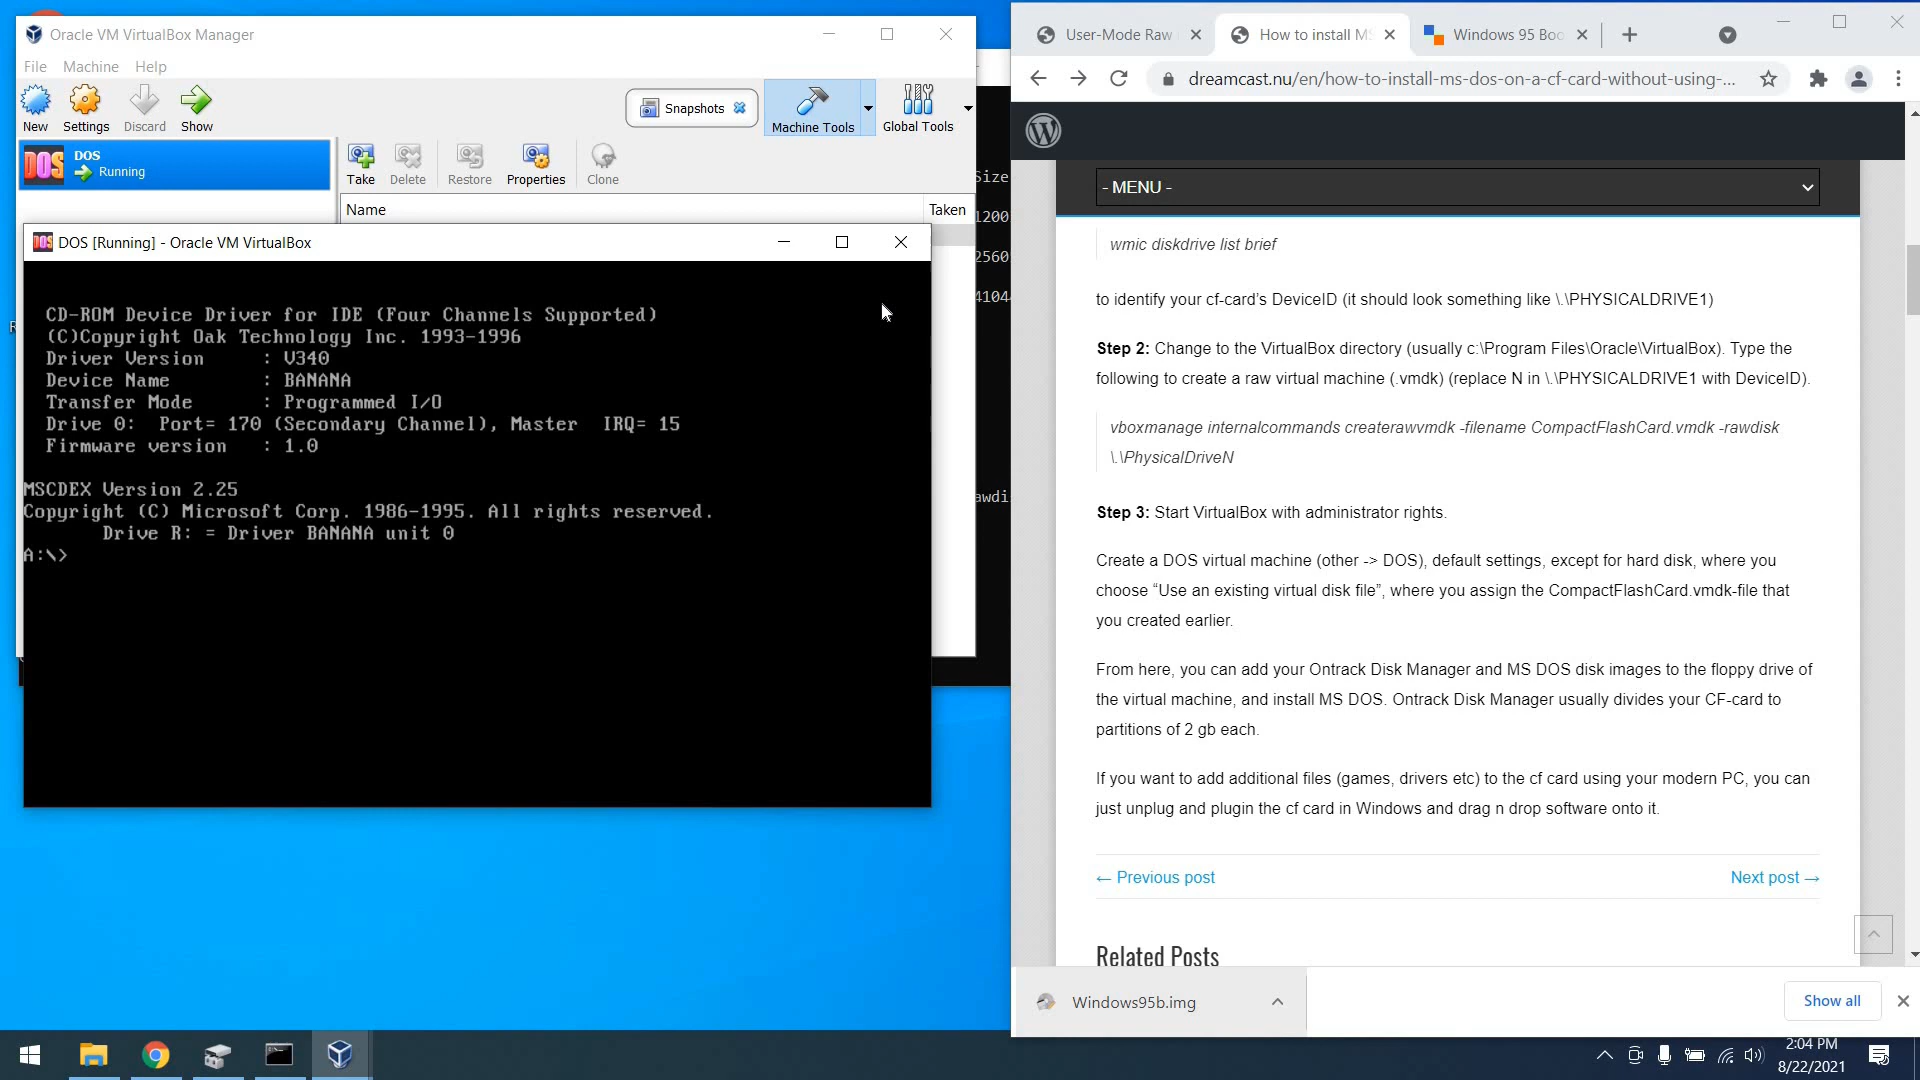 Oracle VM VirtualBox Manager
File Machine Help
New
Settings
Discard
Show
Snapshots
Machine Tools
Global Tools
DOS
DOS
Running
Take
Delete
Restore
Properties
Clone
Name
Taken
Size
1200
2560
4104
awdi
DOS [Running] - Oracle VM VirtualBox
CD-ROM Device Driver for IDE (Four Channels Supported)
(C)Copyright Oak Technology Inc. 1993-1996
Driver Version : V340
Device Name : BANANA
Transfer Mode : Programmed I/O
Drive 0: Port= 170 (Secondary Channel), Master IRQ= 15
Firmware version : 1.0
MSCDEX Version 2.25
Copyright (C) Microsoft Corp. 1986-1995. All rights reserved.
Drive R: = Driver BANANA unit 0
A:\>
User-Mode Raw
How to install MS
Windows 95 Boo
dreamcast.nu/en/how-to-install-ms-dos-on-a-cf-card-without-using-...
- MENU -
wmic diskdrive list brief
to identify your cf-card’s DeviceID (it should look something like \.\PHYSICALDRIVE1)
Step 2: Change to the VirtualBox directory (usually c:\Program Files\Oracle\VirtualBox). Type the
following to create a raw virtual machine (.vmdk) (replace N in \.\PHYSICALDRIVE1 with DeviceID).
vboxmanage internalcommands createrawvmdk -filename CompactFlashCard.vmdk -rawdisk
\.\PhysicalDriveN
Step 3: Start VirtualBox with administrator rights.
Create a DOS virtual machine (other -> DOS), default settings, except for hard disk, where you
choose “Use an existing virtual disk file”, where you assign the CompactFlashCard.vmdk-file that
you created earlier.
From here, you can add your Ontrack Disk Manager and MS DOS disk images to the floppy drive of
the virtual machine, and install MS DOS. Ontrack Disk Manager usually divides your CF-card to
partitions of 2 gb each.
If you want to add additional files (games, drivers etc) to the cf card using your modern PC, you can
just unplug and plugin the cf card in Windows and drag n drop software onto it.
← Previous post
Next post →
Related Posts
Windows95b.img
Show all
2:04 PM
8/22/2021